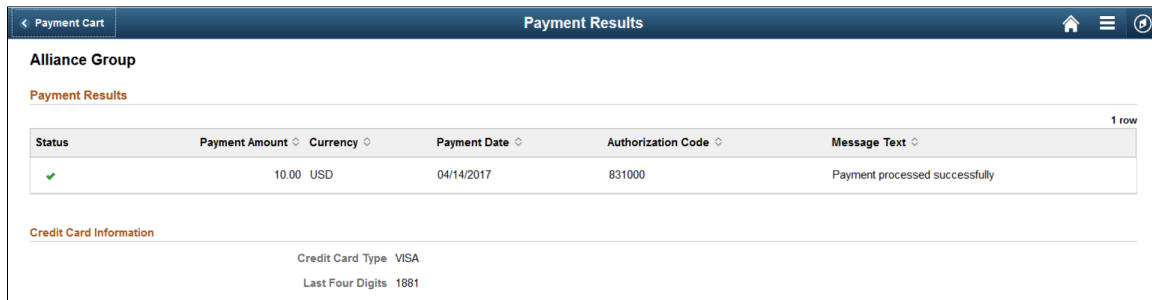 Payment Cart Payment Results
Alliance Group
Payment Results
1 row
Status Payment Amount Currency Payment Date Authorization Code Message Text
10.00 USD 04/14/2017 831000 Payment processed successfully
Credit Card Information
Credit Card Type VISA
Last Four Digits 1881